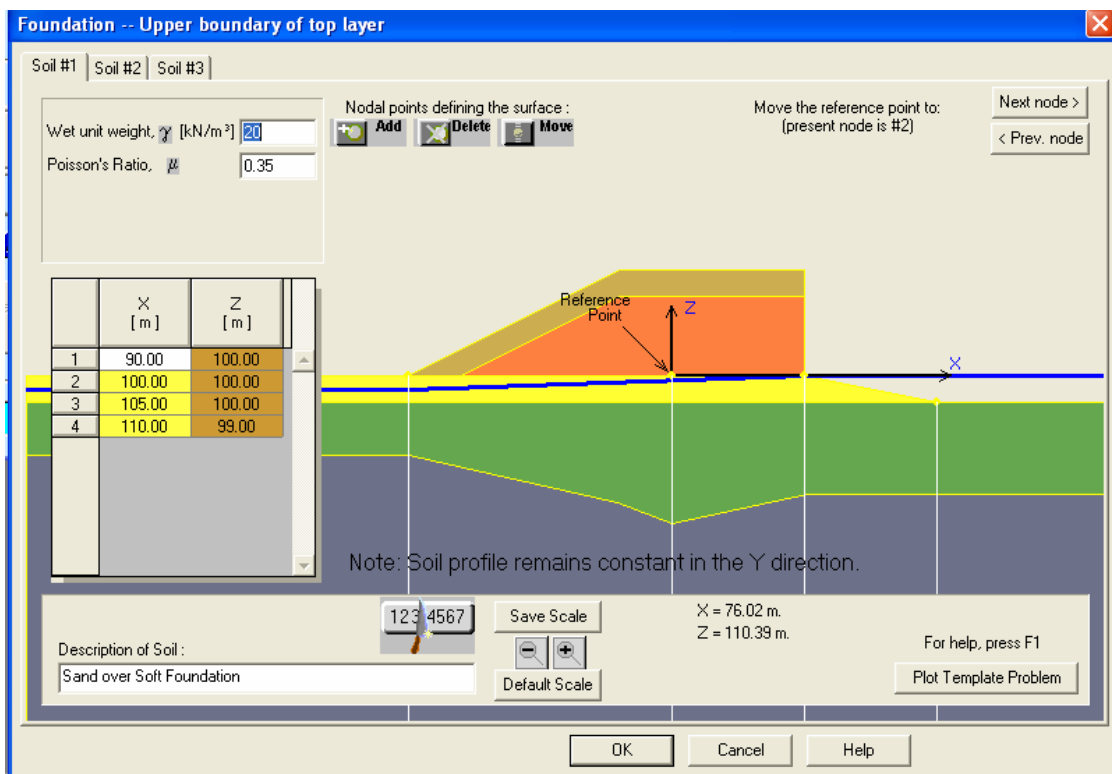 Foundation -- Upper boundary of top layer
Soil #1 Soil #2 Soil #3
Wet unit weight, γ [kN/m³] 20
Poisson's Ratio, μ 0.35
Nodal points defining the surface :
Add Delete Move
Move the reference point to:
(present node is #2)
Next node >
< Prev. node
X [m] Z [m]
1 90.00 100.00
2 100.00 100.00
3 105.00 100.00
4 110.00 99.00
Reference
Point
Z
X
Note: Soil profile remains constant in the Y direction.
Description of Soil :
Sand over Soft Foundation
123 4567
Save Scale
Default Scale
X = 76.02 m.
Z = 110.39 m.
For help, press F1
Plot Template Problem
OK Cancel Help